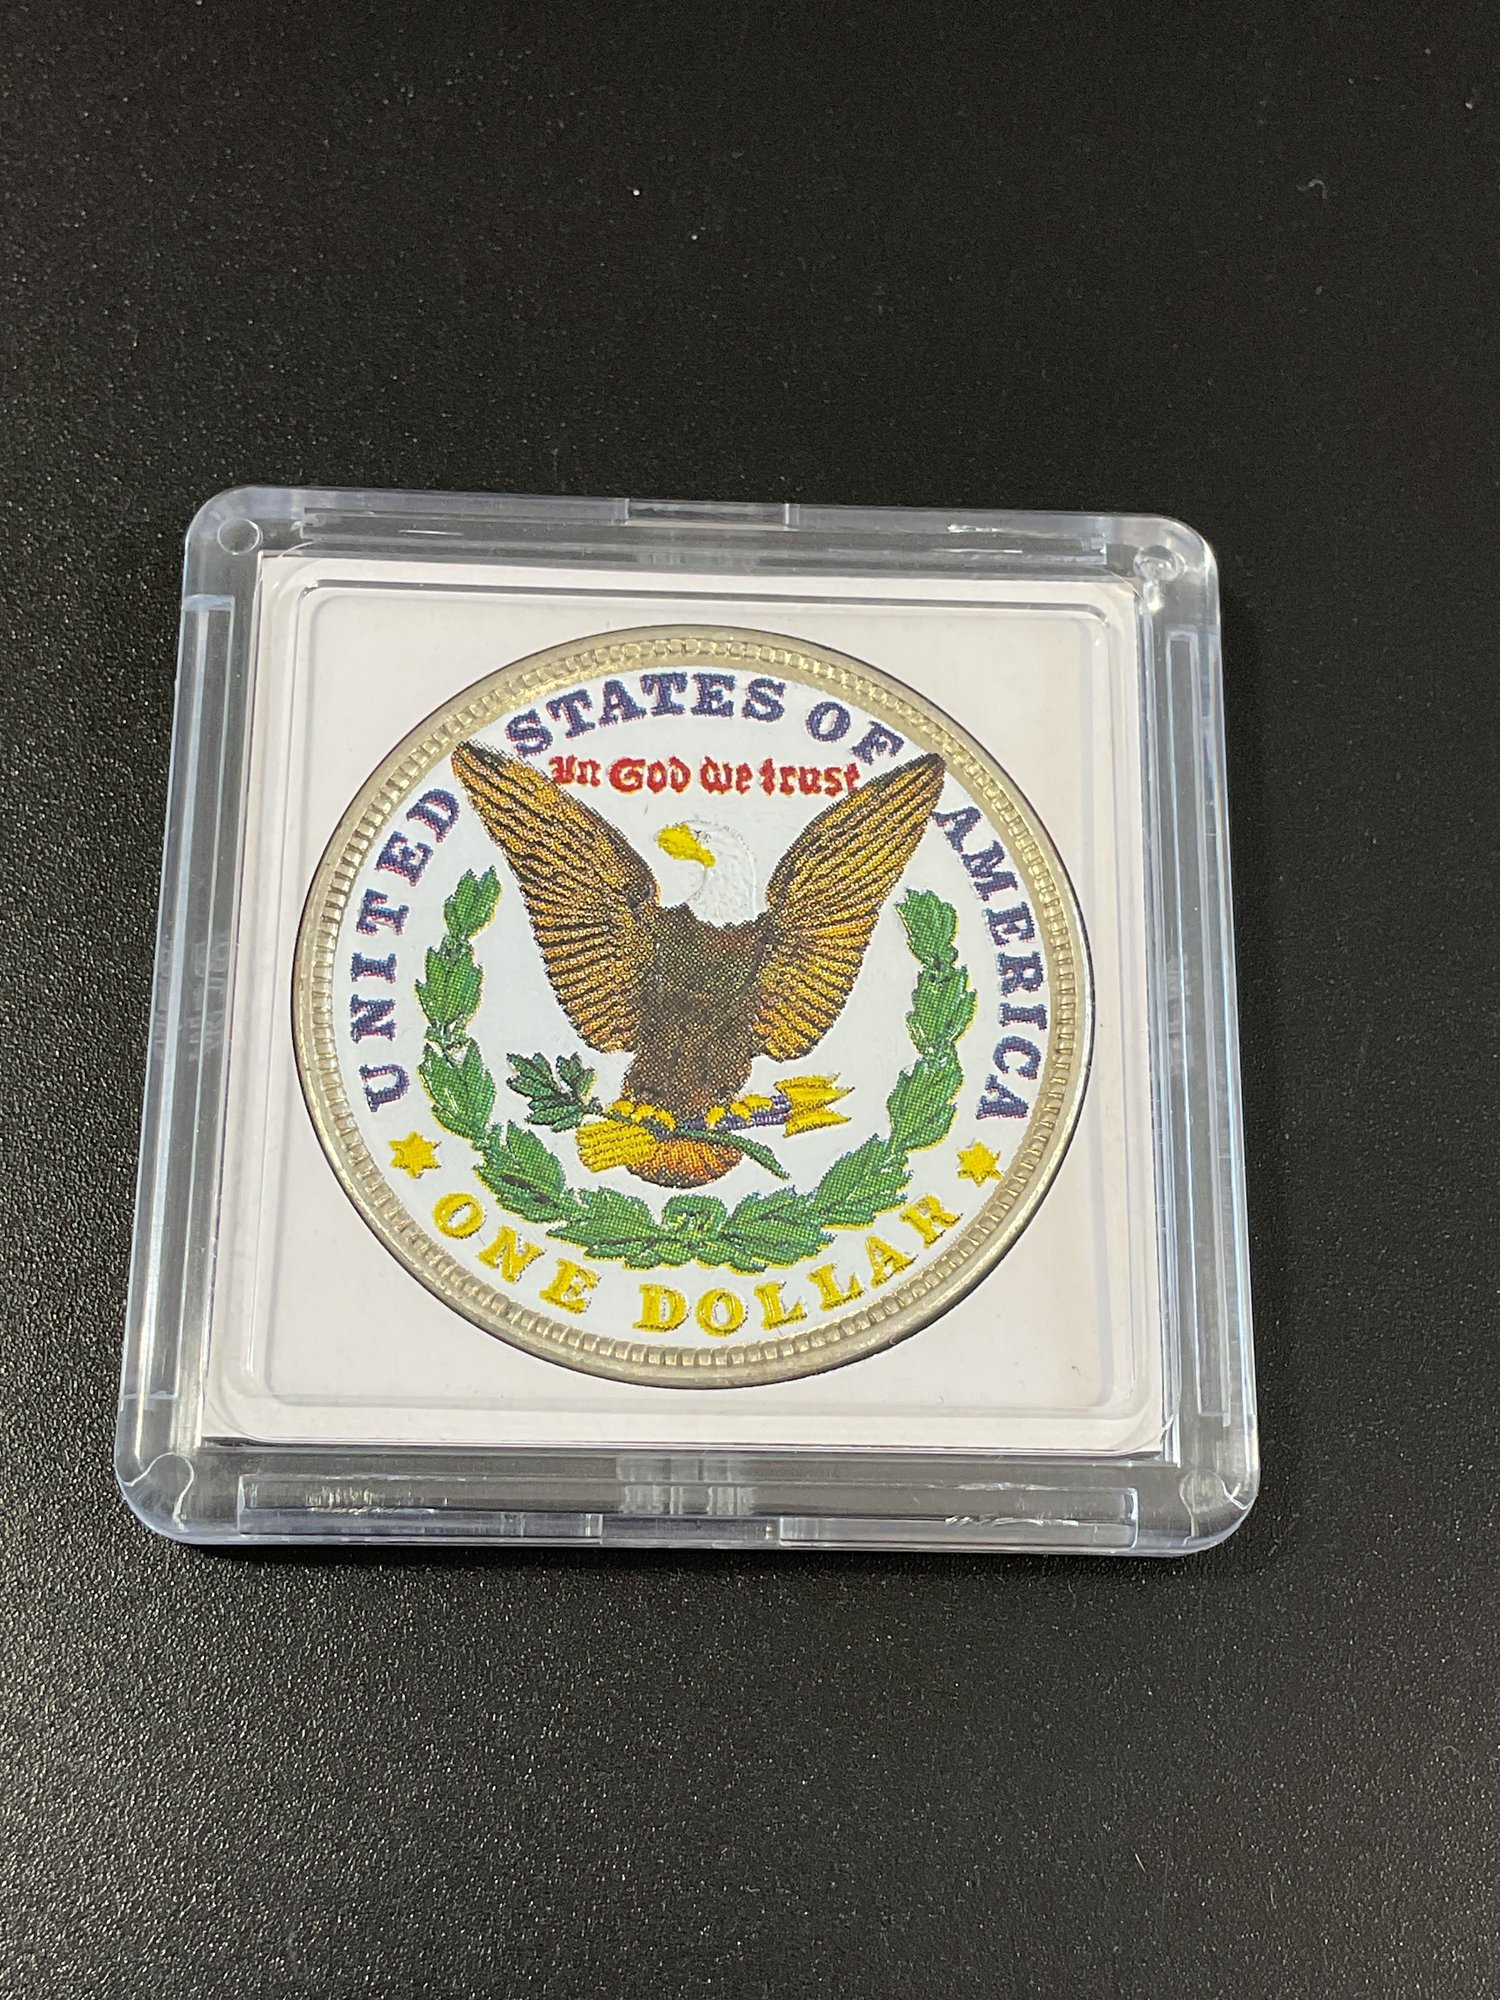 UNITED STATES OF AMERICA
In God we trust
ONE DOLLAR